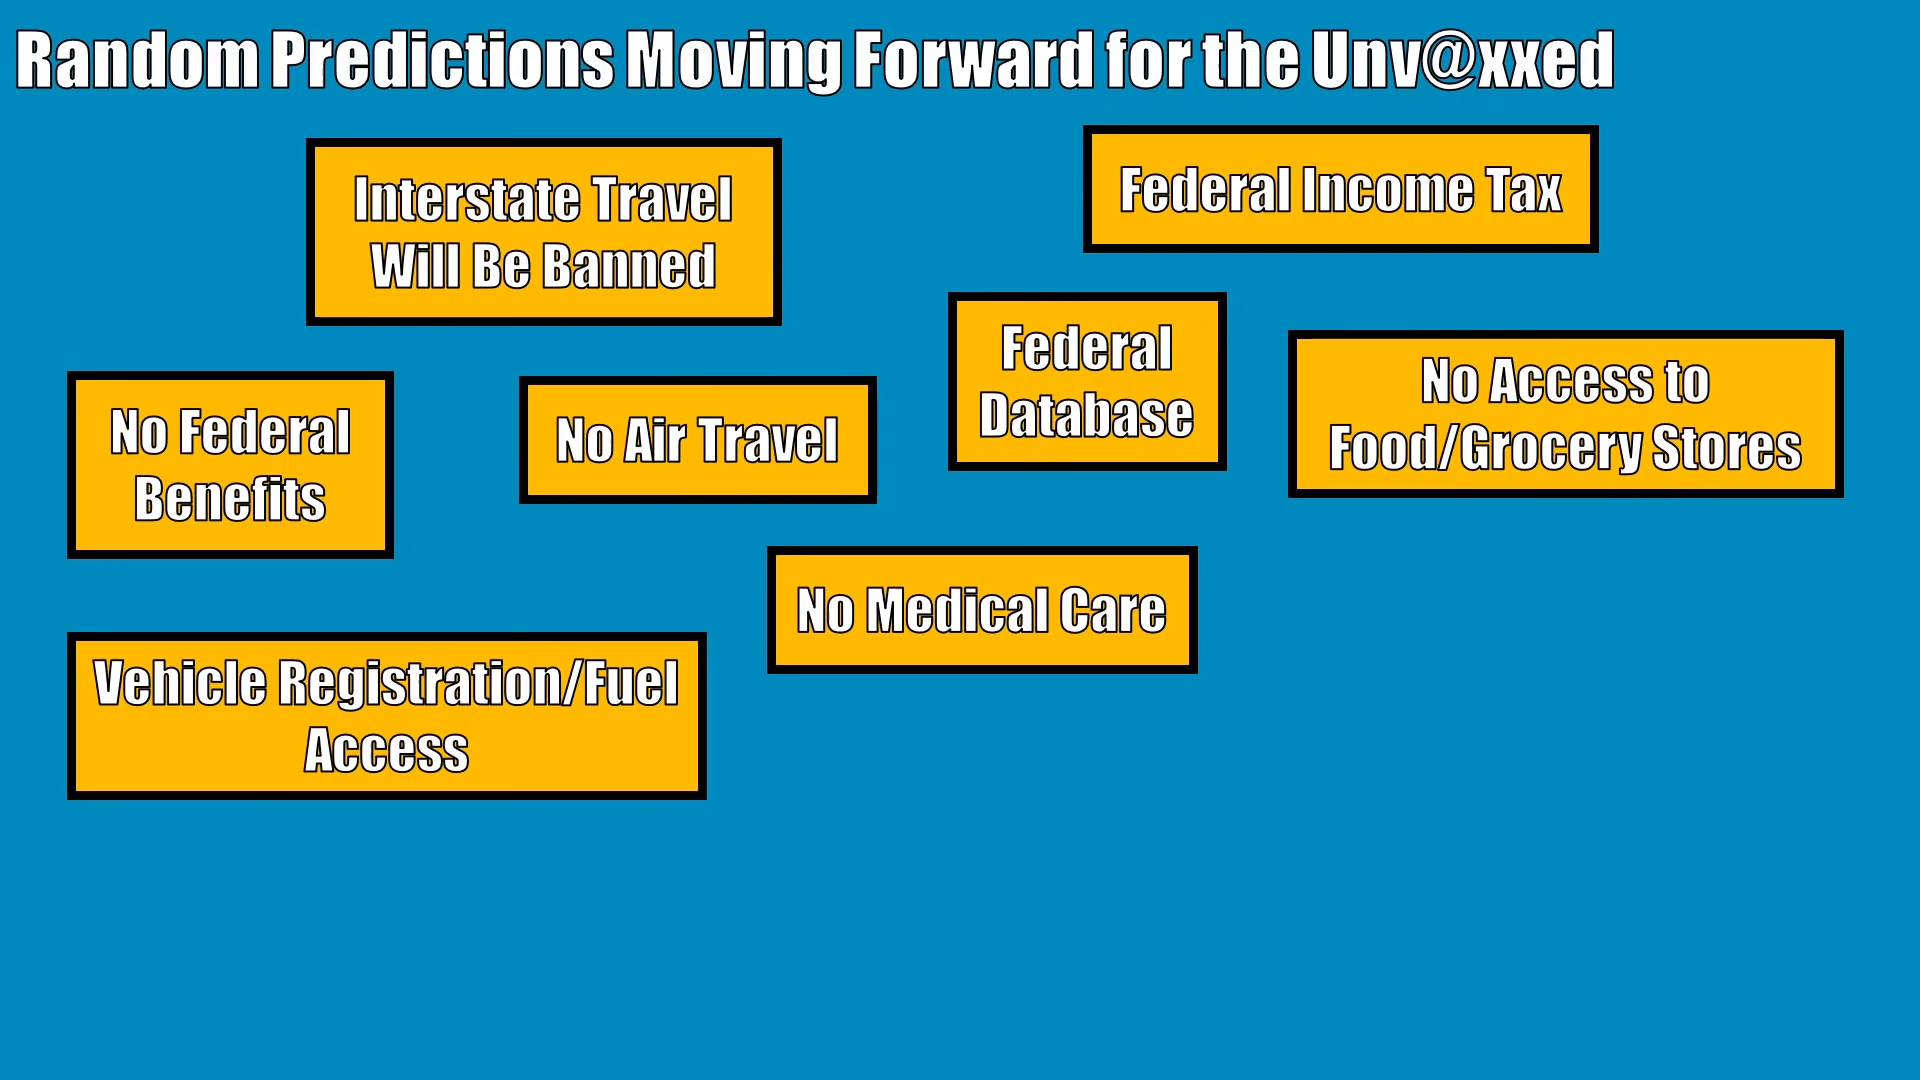 Random Predictions Moving Forward for the Unv@xxed
Interstate Travel
Will Be Banned
Federal Income Tax
Federal
Database
No Access to
Food/Grocery Stores
No Federal
Benefits
No Air Travel
No Medical Care
Vehicle Registration/Fuel
Access